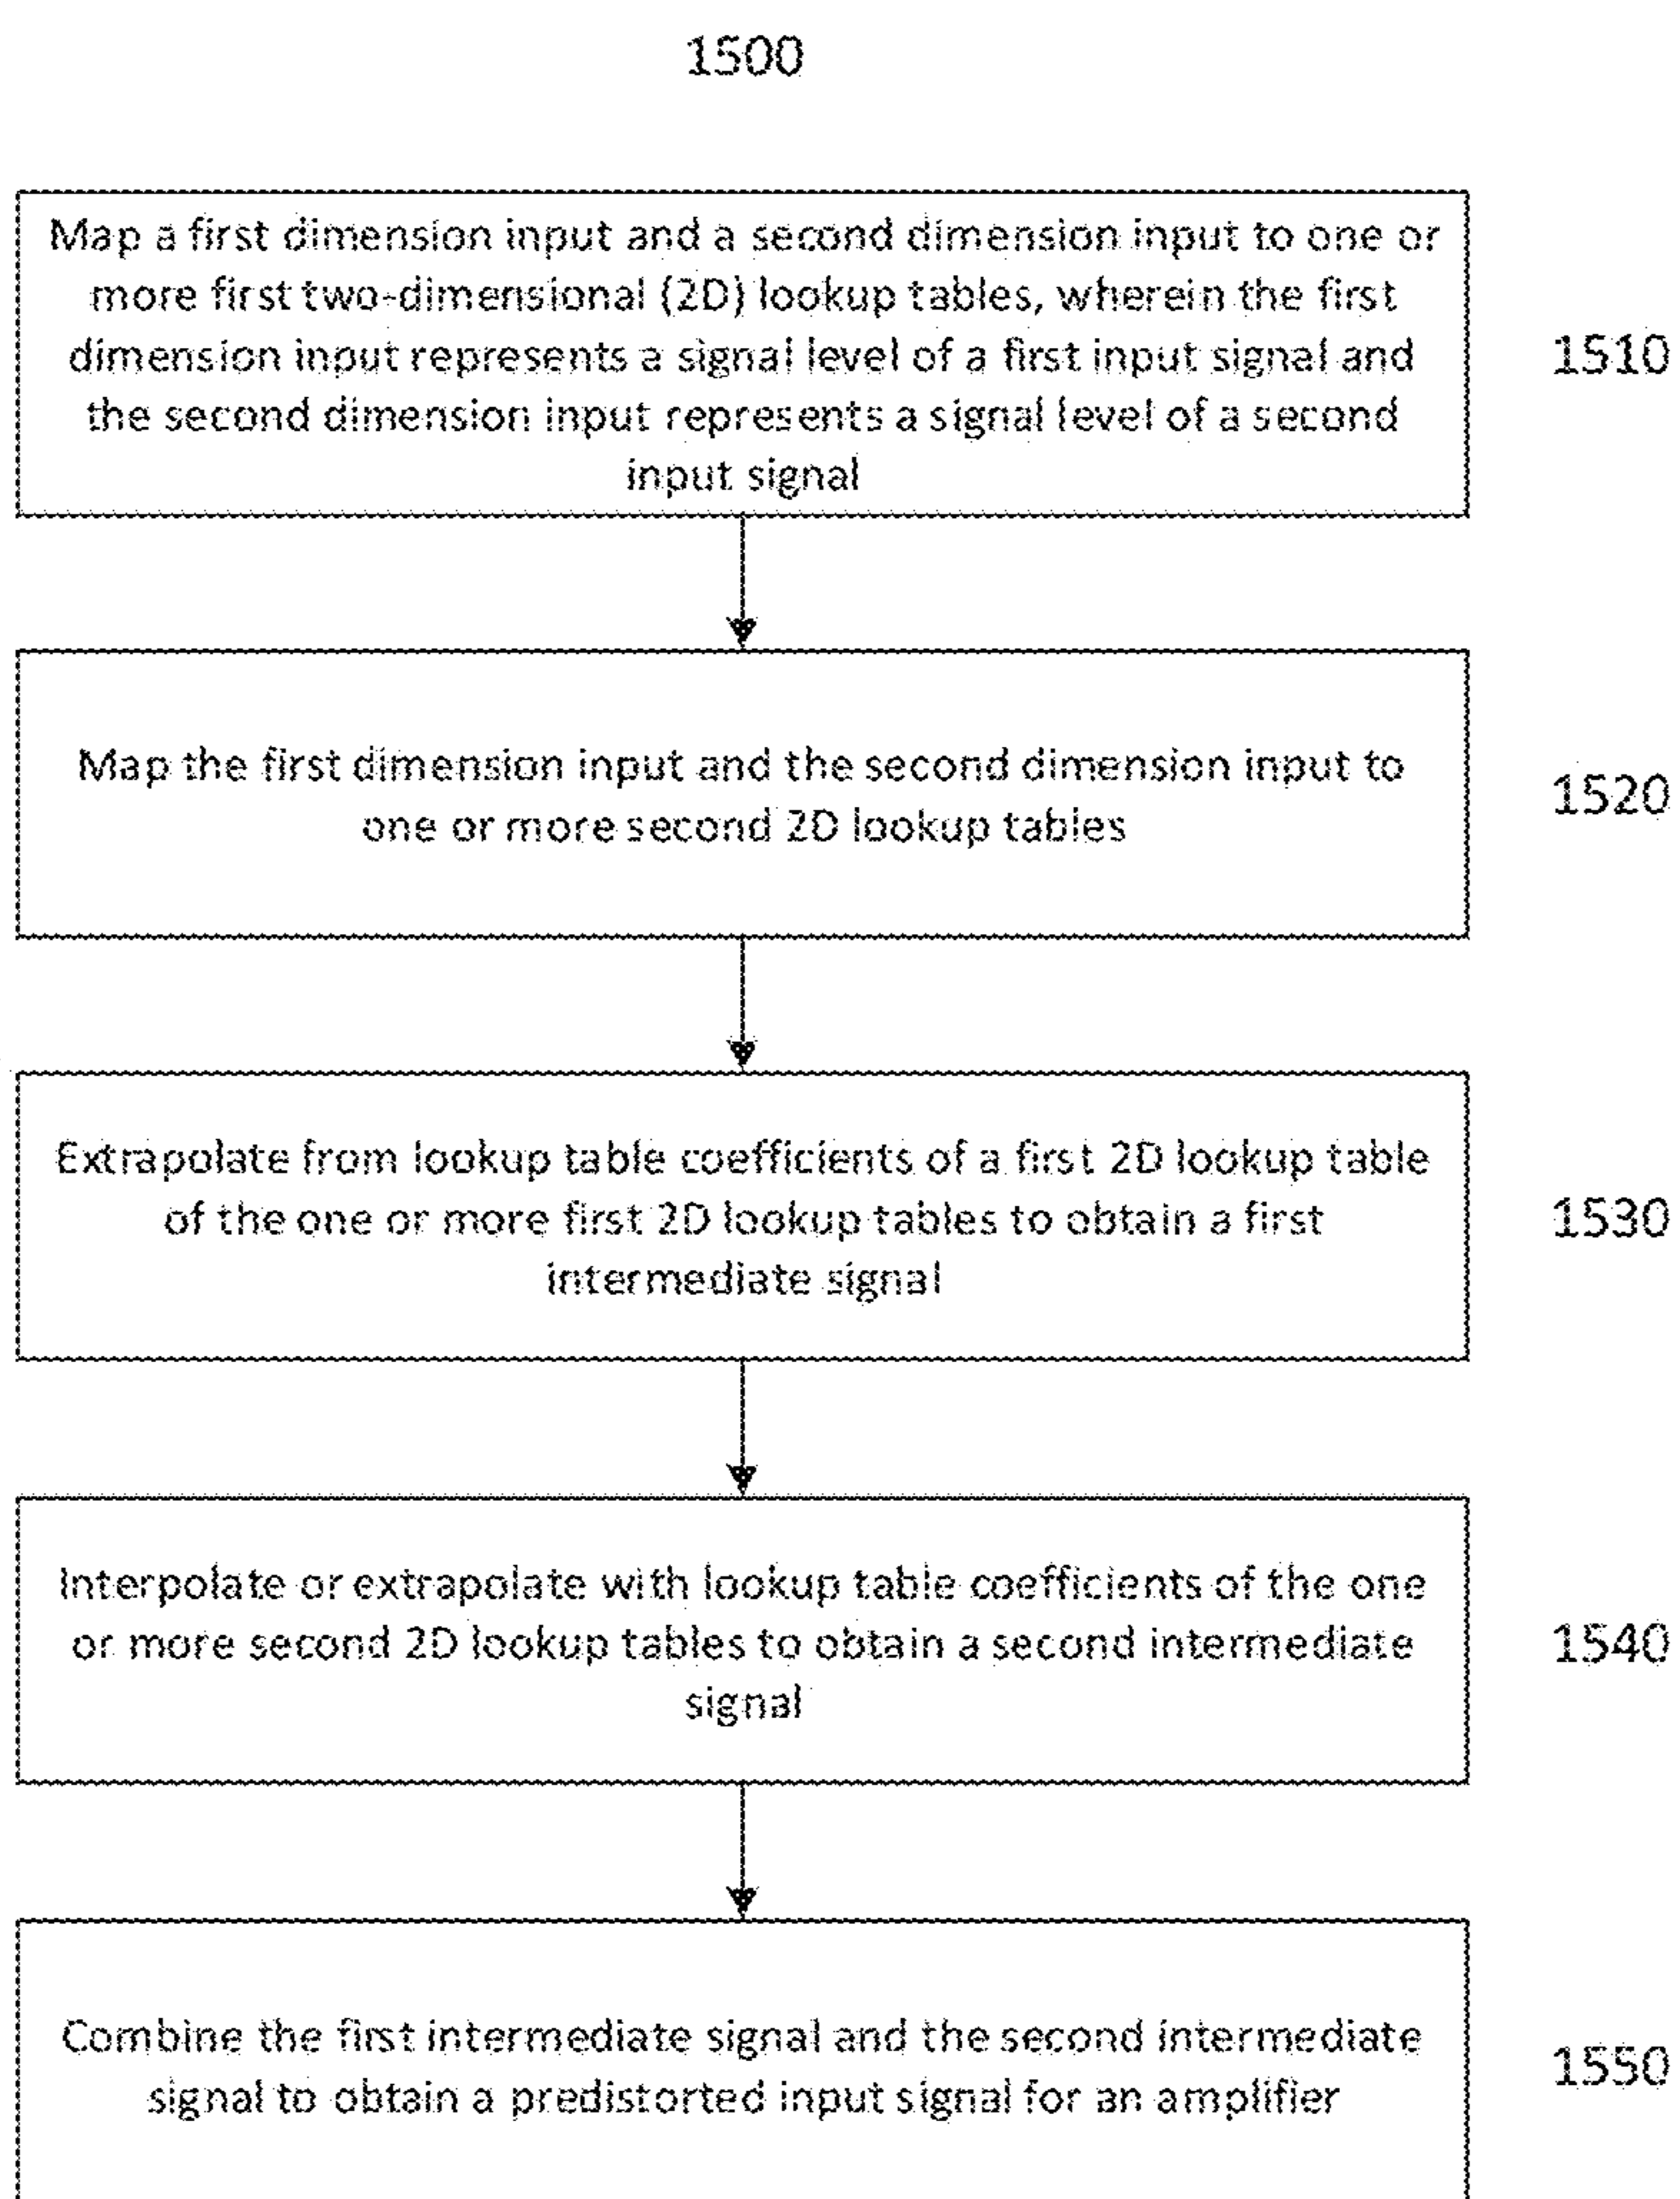 1500
Map a first dimension input and a second dimension input to one or
more first two-dimensional (2D) lookup tables, wherein the first
dimension input represents a signal level of a first input signal and
the second dimension input represents a signal level of a second
input signal
1510
Map the first dimension input and the second dimension input to
one or more second 2D lookup tables
1520
Extrapolate from lookup table coefficients of a first 2D lookup table
of the one or more first 2D lookup tables to obtain a first
intermediate signal
1530
Interpolate or extrapolate with lookup table coefficients of the one
or more second 2D lookup tables to obtain a second intermediate
signal
1540
Combine the first intermediate signal and the second intermediate
signal to obtain a predistorted input signal for an amplifier
1550